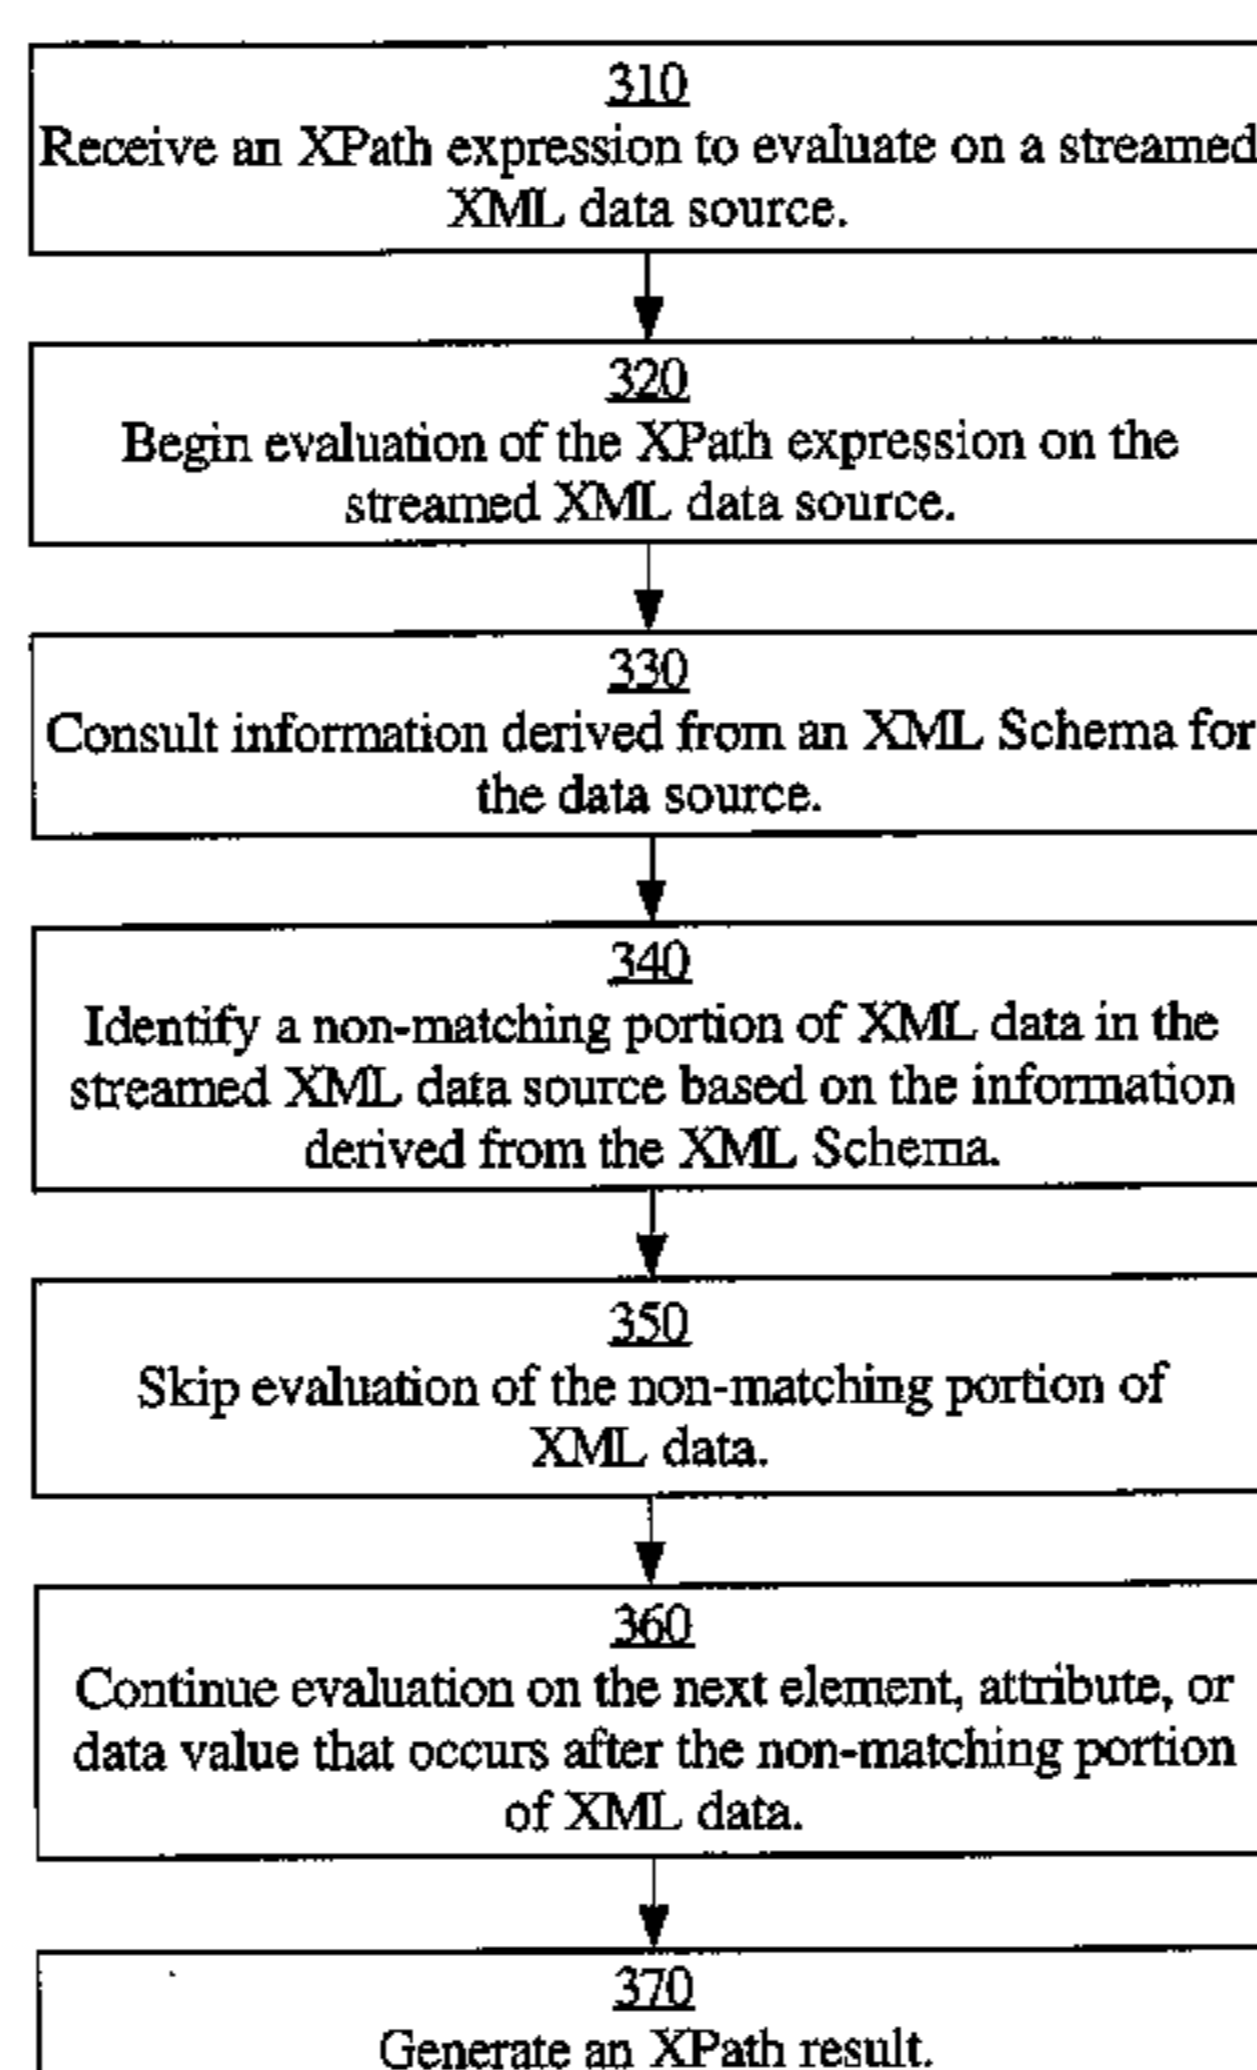 310
Receive an XPath expression to evaluate on a streamed
XML data source.
320
Begin evaluation of the XPath expression on the
streamed XML data source.
330
Consult information derived from an XML Schema for
the data source.
340
Identify a non-matching portion of XML data in the
streamed XML data source based on the information
derived from the XML Schema.
350
Skip evaluation of the non-matching portion of
XML data.
360
Continue evaluation on the next element, attribute, or
data value that occurs after the non-matching portion
of XML data.
370
Generate an XPath result.